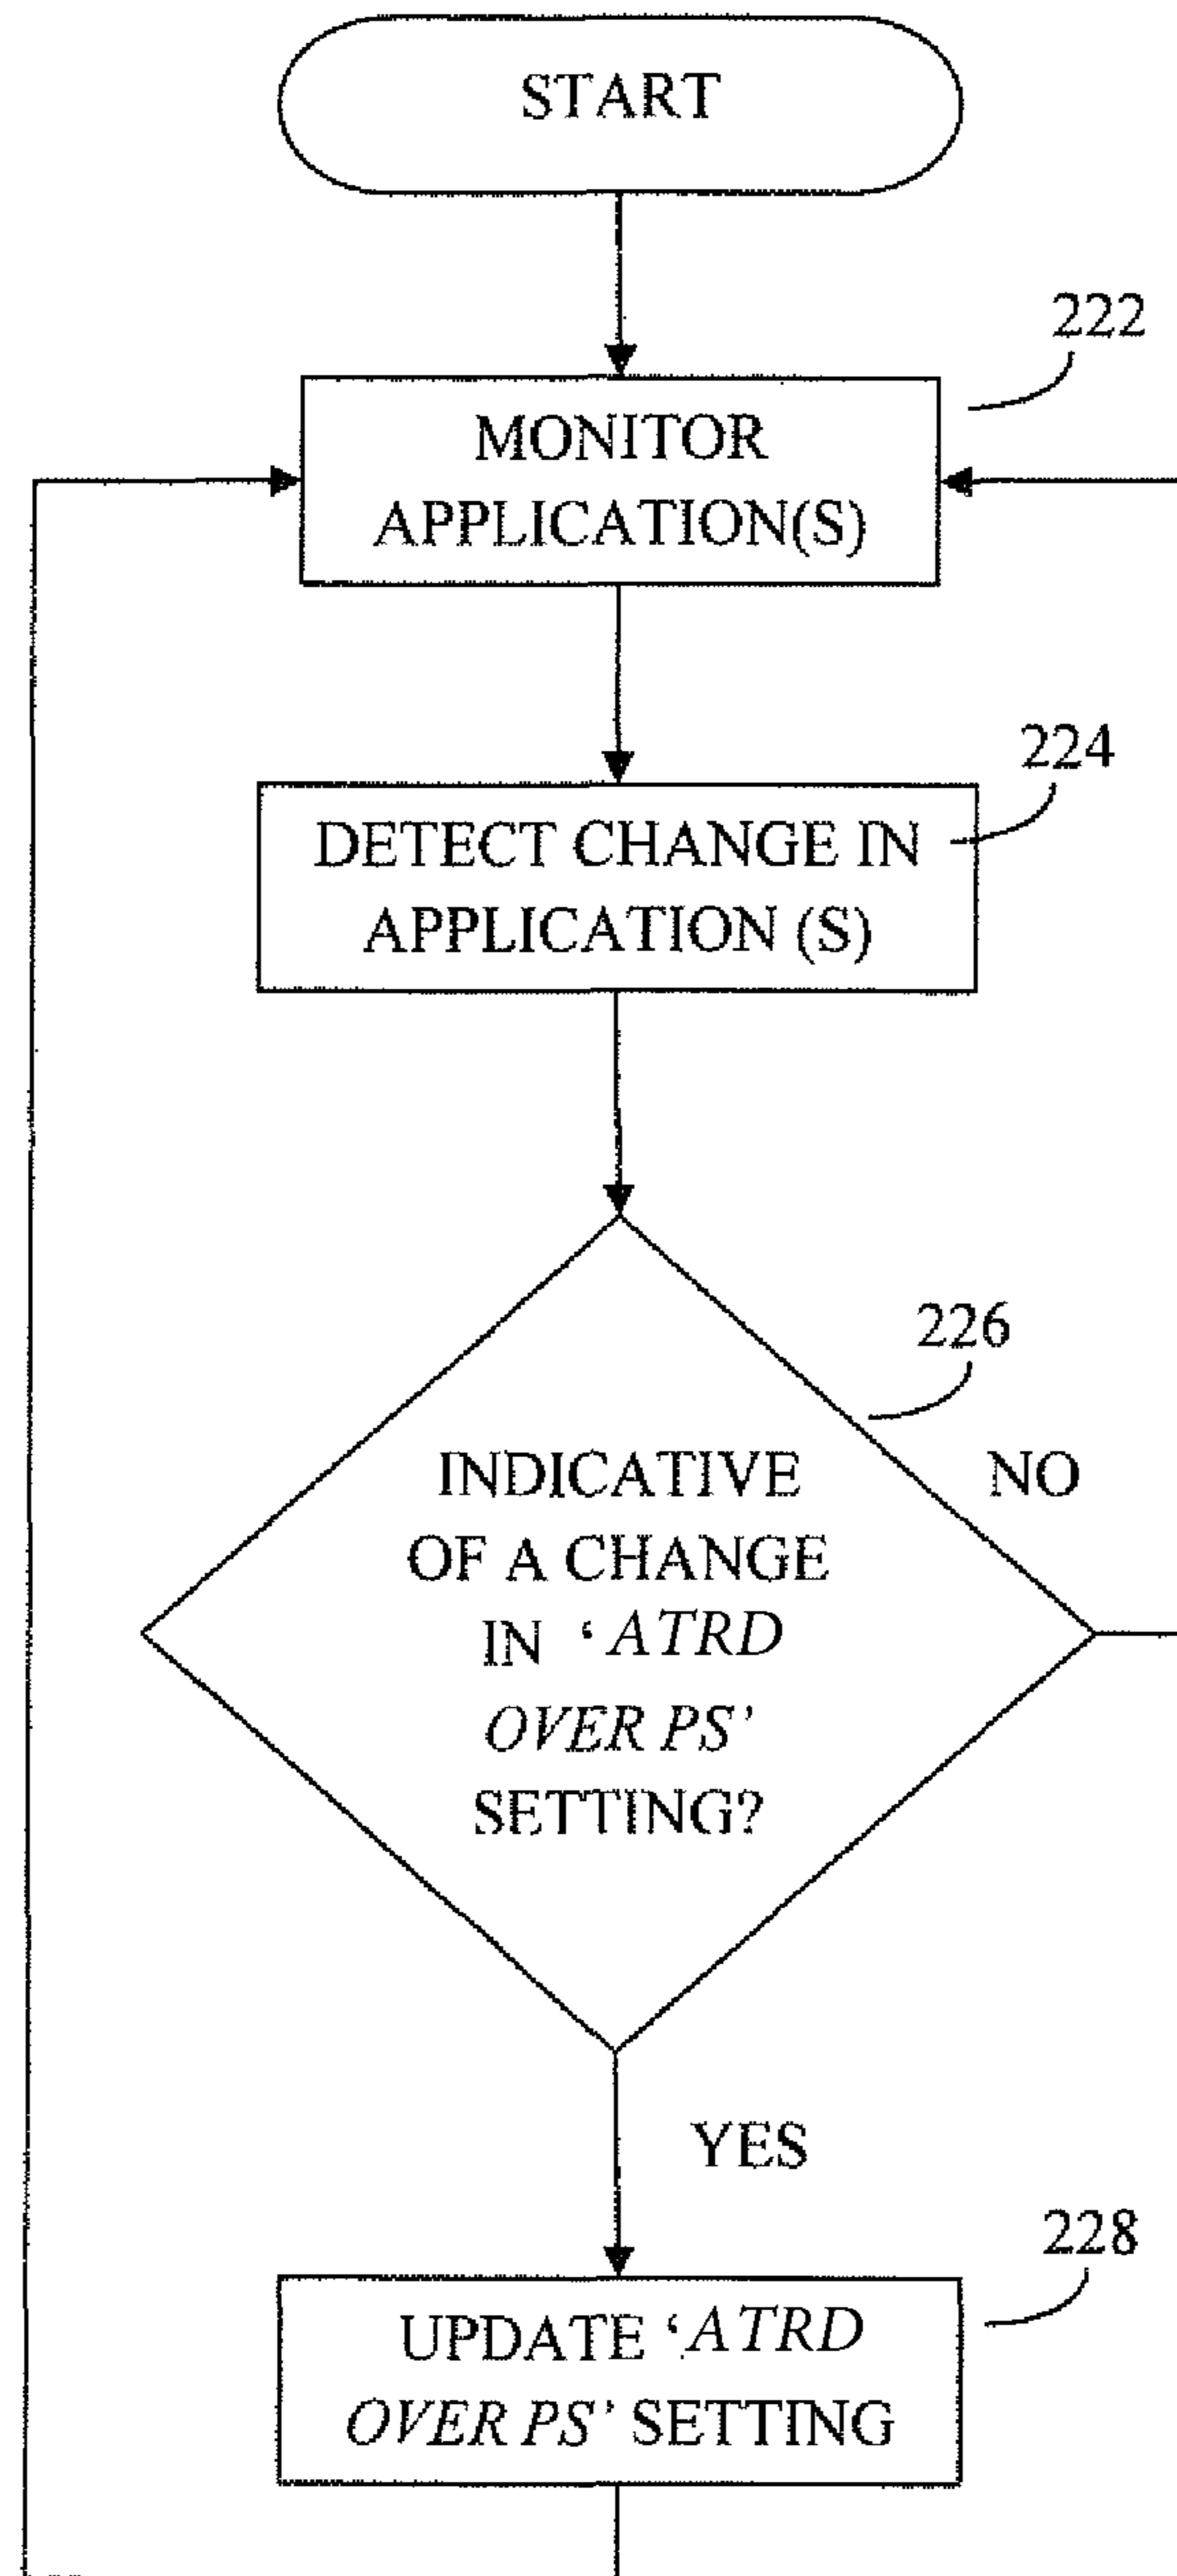 START
222
MONITOR
APPLICATION(S)
224
DETECT CHANGE IN
APPLICATION (S)
226
INDICATIVE
OF A CHANGE
IN ‘ATRD
OVER PS’
SETTING?
NO
YES
228
UPDATE ‘ATRD
OVER PS’ SETTING